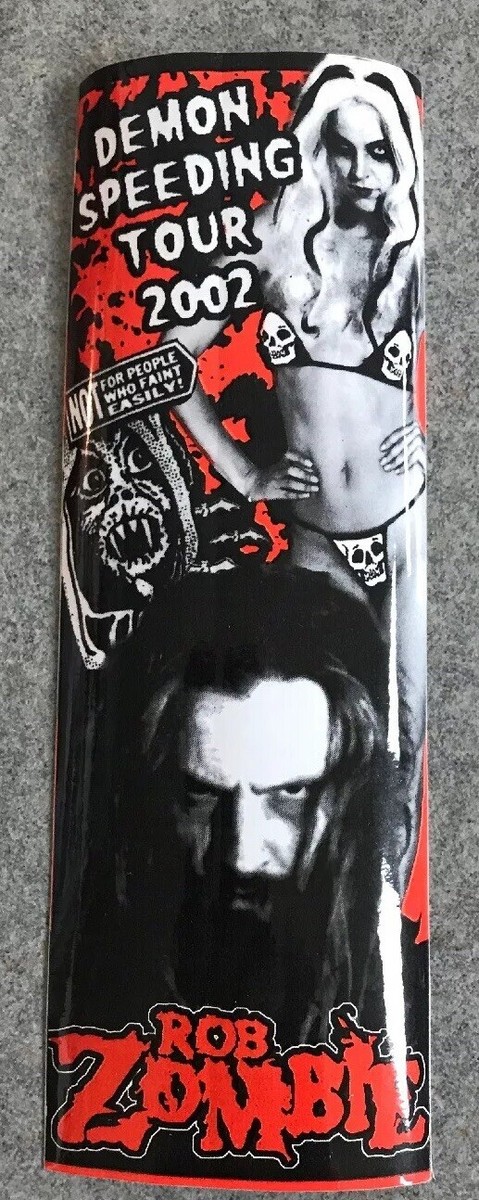 DEMON
SPEEDING
TOUR
2002
NOT FOR PEOPLE
WHO FAINT
EASILY!
ROB
ZOMBIE